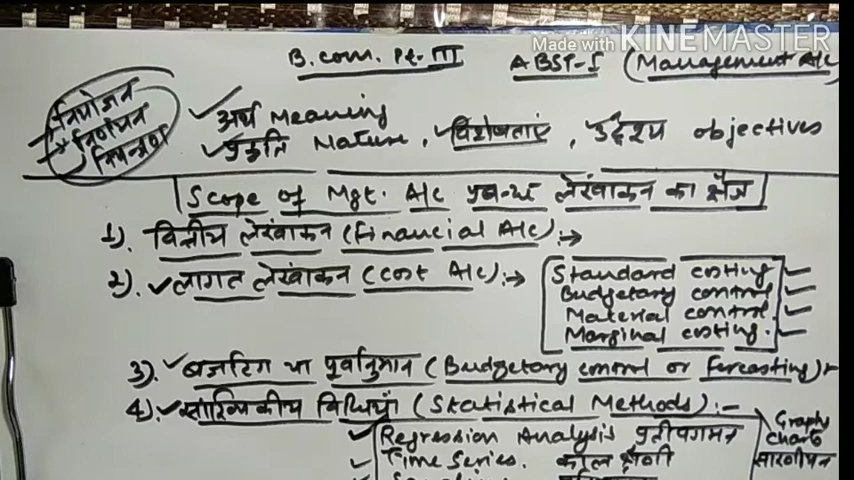 Made with KINEMASTER
B.com. Pt. III ABST-I (Management A/c
नियोजन
निर्णयन
नियन्त्रण
अर्थ Meaning
प्रकृति Nature, विशेषताएं, उद्देश्य objectives
Scope of Mgt. A/c प्रबन्ध लेखांकन का क्षेत्र
1). वित्तीय लेखांकन (Financial A/c) :→
2). लागत लेखांकन (Cost A/c) :→
Standard costing
Budgetary control
Material control
Marginal costing.
3). बजटिंग या पूर्वानुमान (Budgetary control or Forecasting) :-
4). सांख्यिकीय विधियाँ (Statistical Methods) :-
Regression Analysis प्रतीपगमन
Time Series. काल श्रेणी
Graphs
charts
सारणीयन